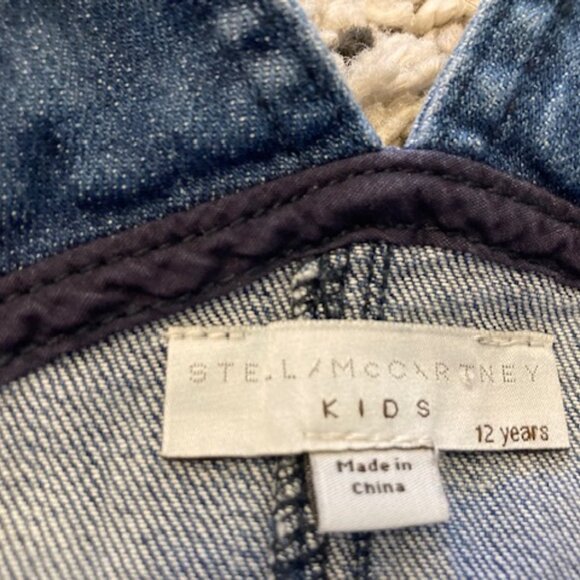 STELLA McCARTNEY
KIDS
12 years
Made in
China